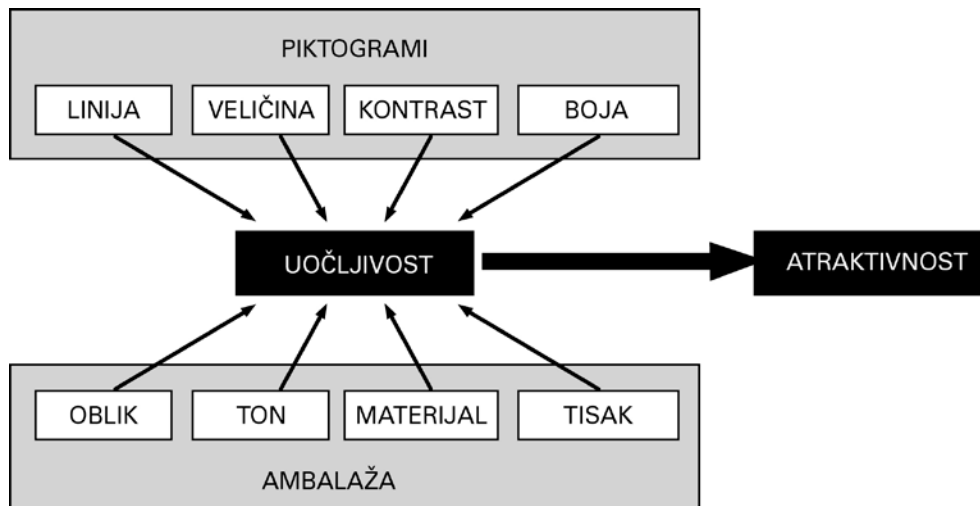 PIKTOGRAMI
LINIJA VELIČINA KONTRAST BOJA
UOČLJIVOST ATRAKTIVNOST
OBLIK TON MATERIJAL TISAK
AMBALAŽA